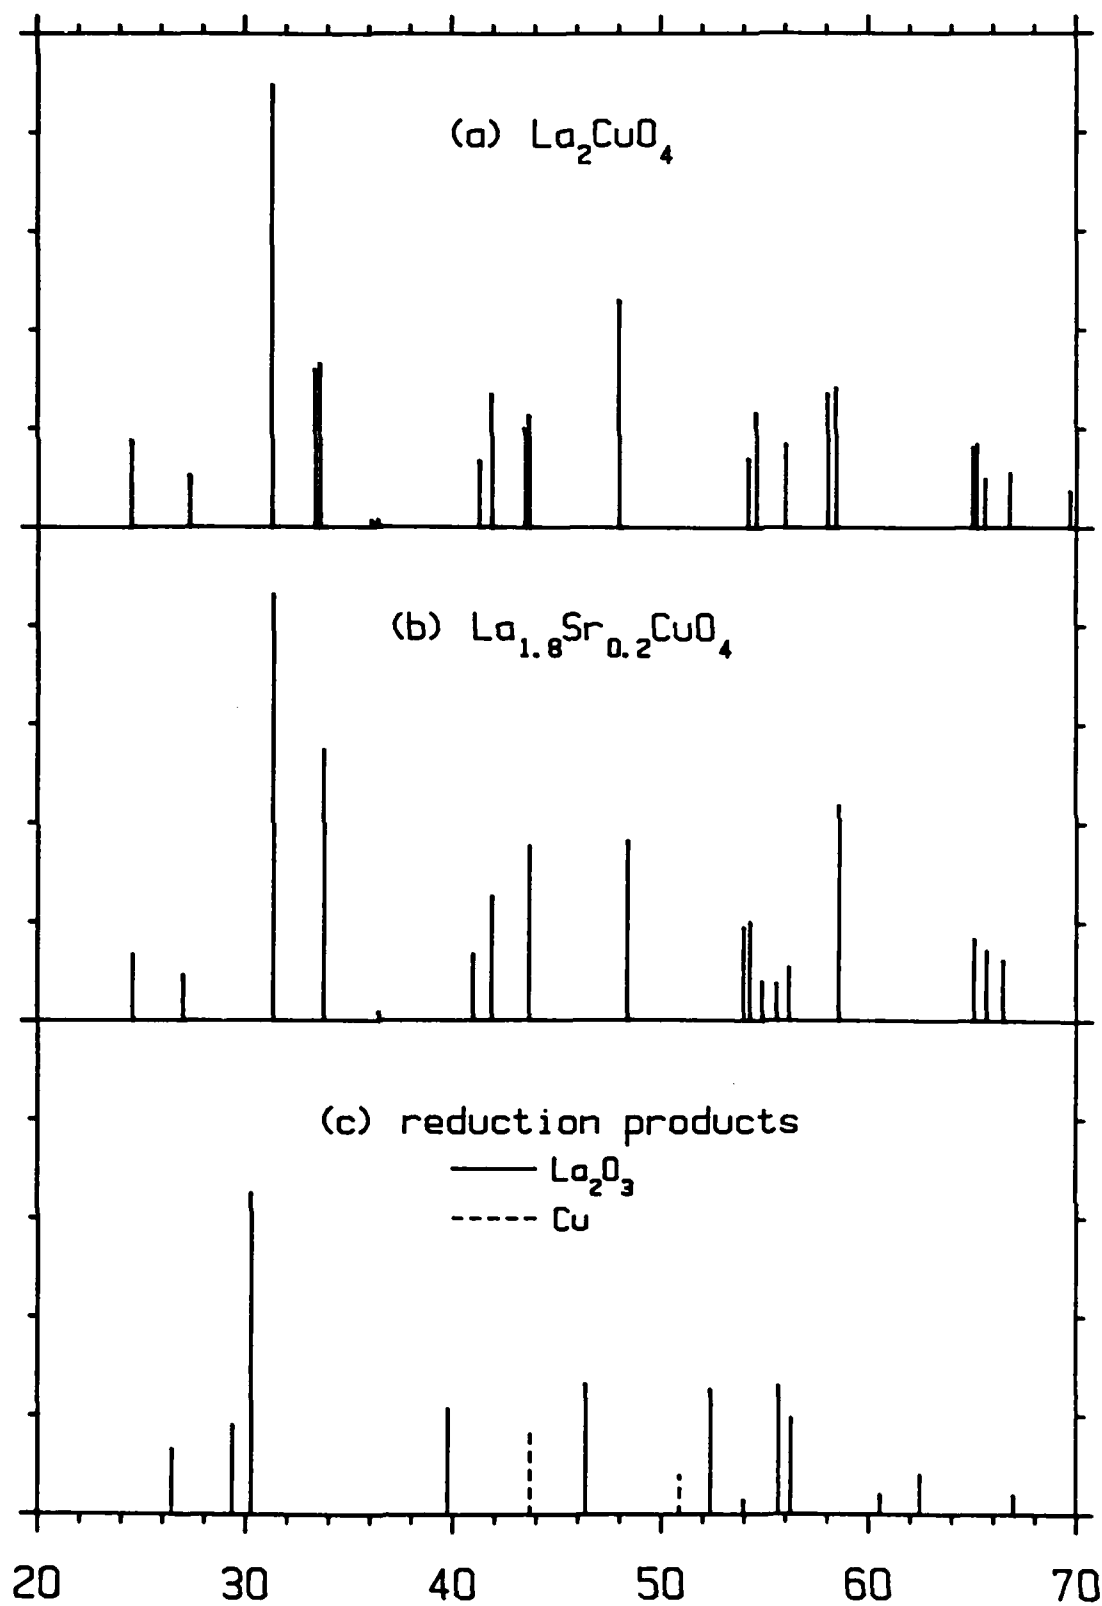 (a) La₂CuO₄
(b) La₁.₈Sr₀.₂CuO₄
(c) reduction products
La₂O₃
Cu
20 30 40 50 60 70